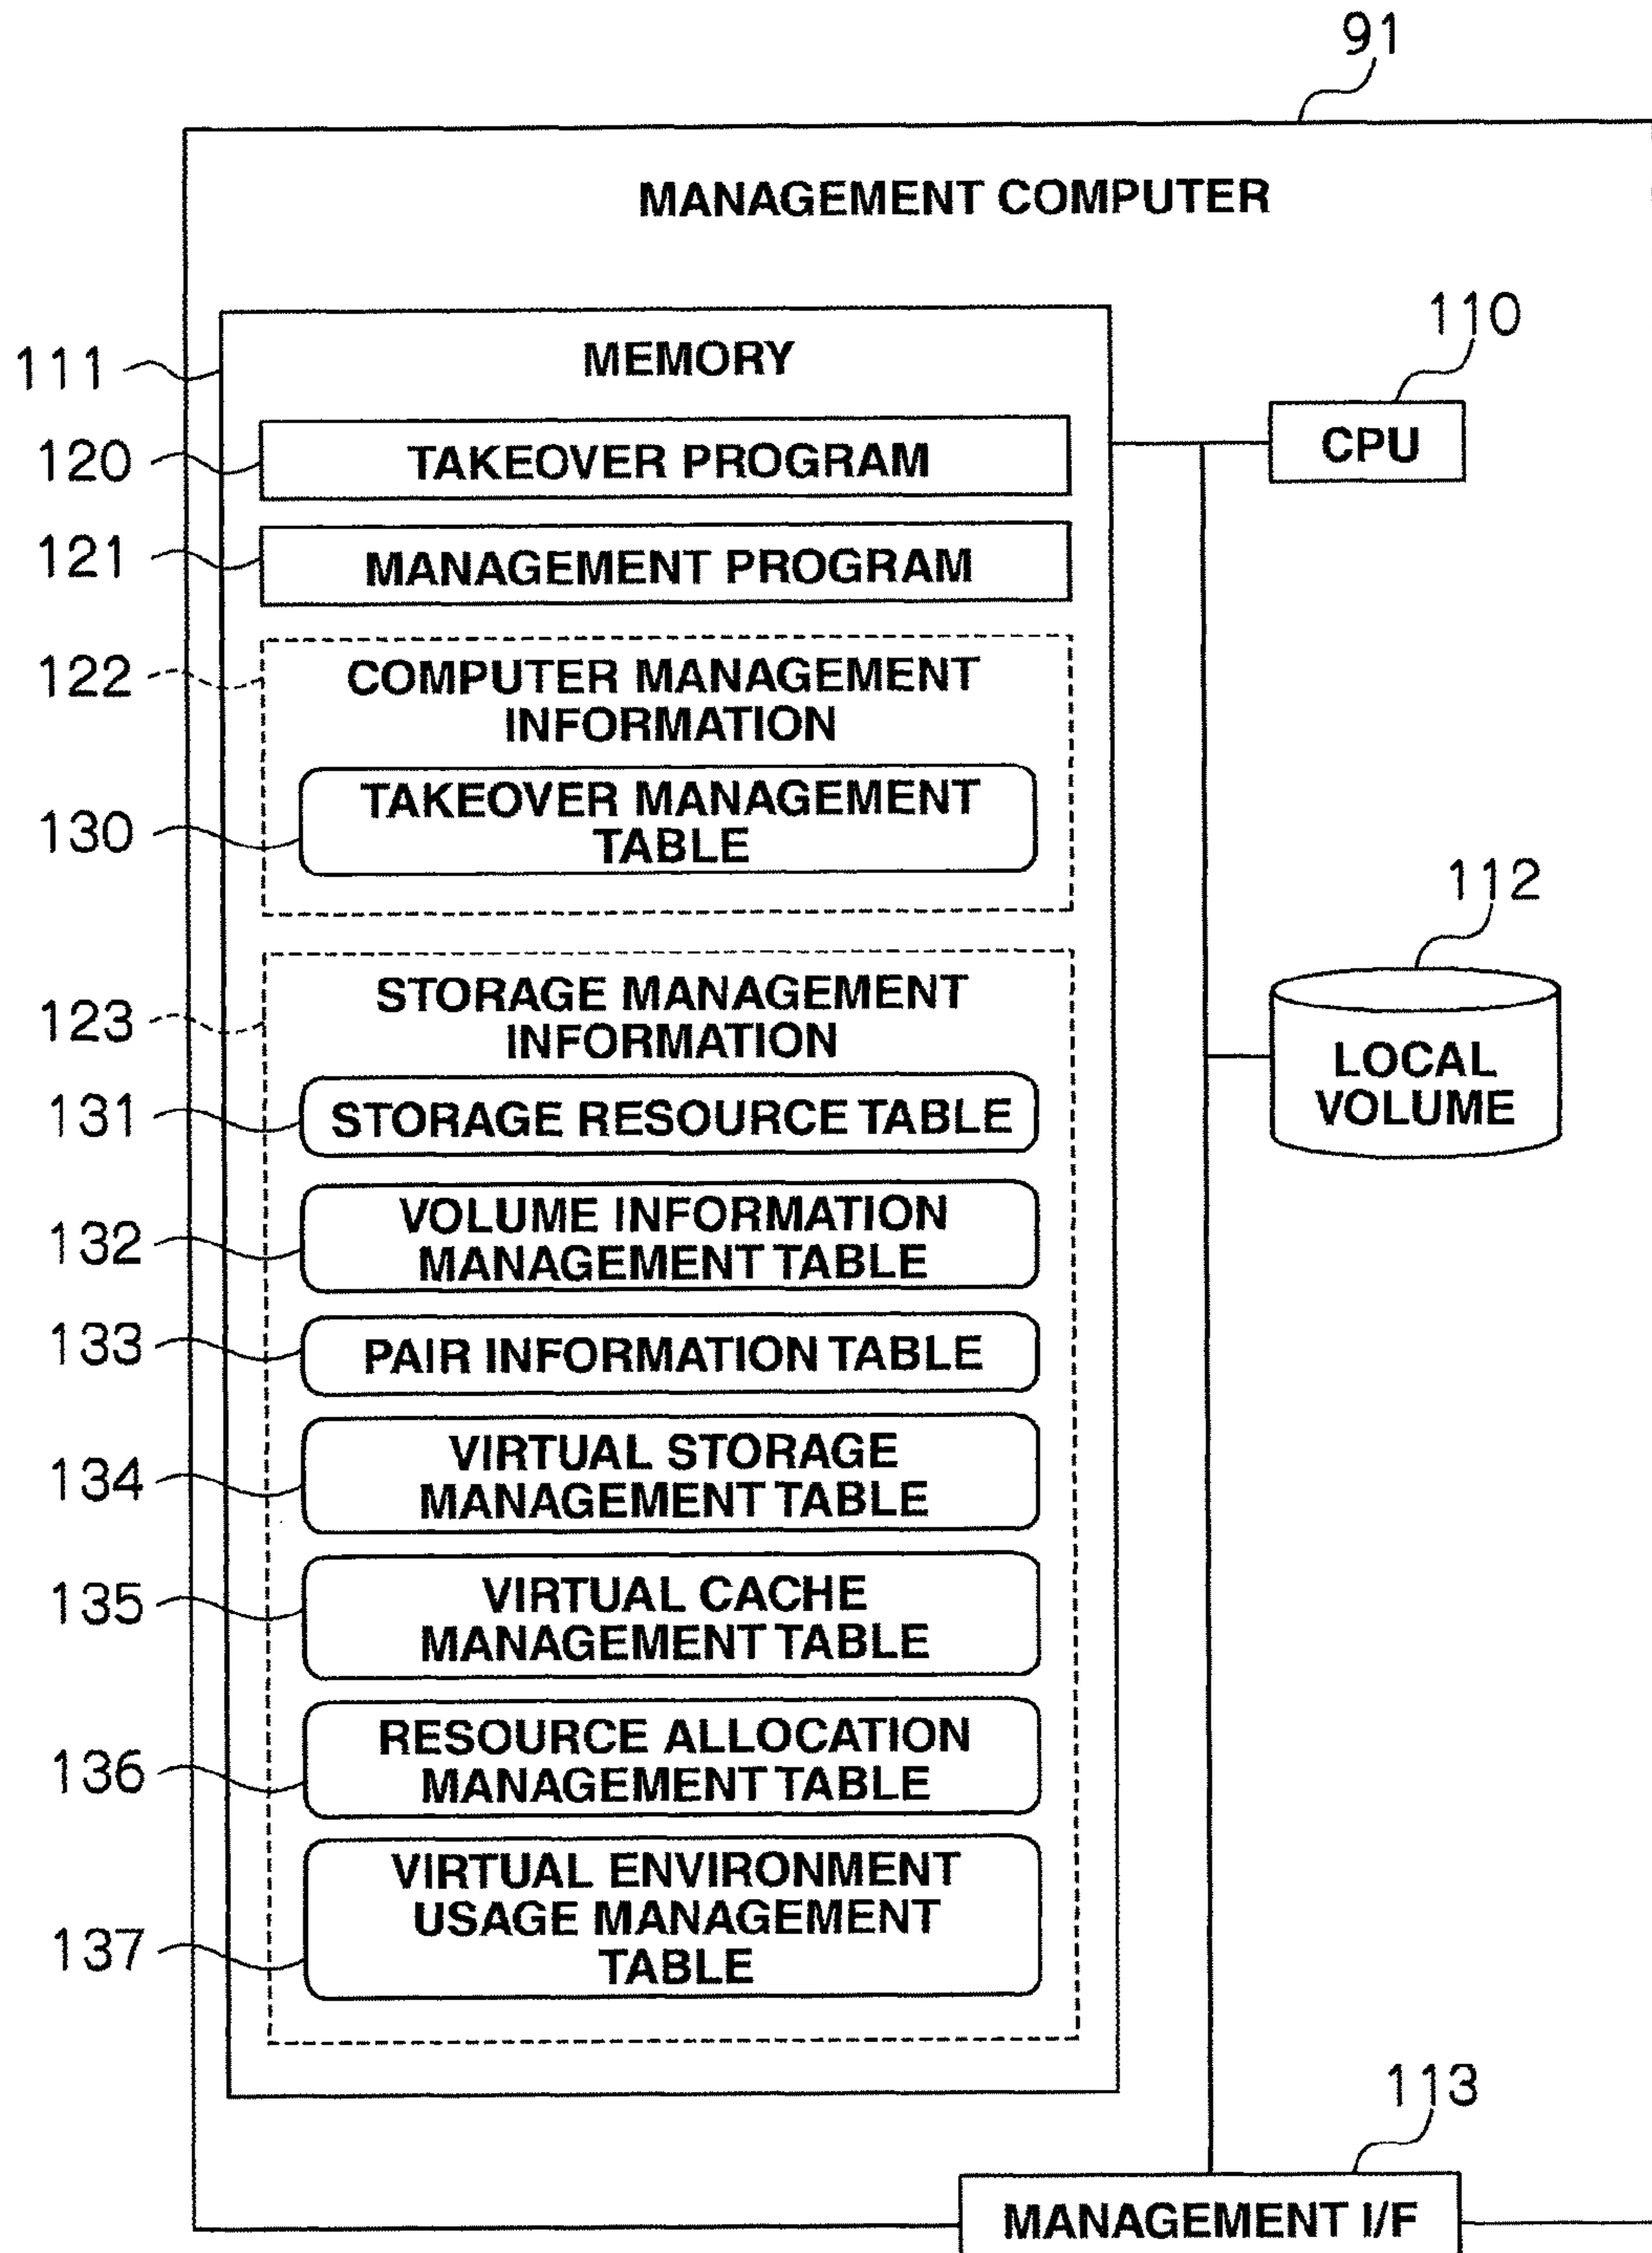 91
MANAGEMENT COMPUTER
110
111
MEMORY
CPU
120
TAKEOVER PROGRAM
121
MANAGEMENT PROGRAM
122
COMPUTER MANAGEMENT
INFORMATION
130
TAKEOVER MANAGEMENT
TABLE
112
LOCAL
VOLUME
123
STORAGE MANAGEMENT
INFORMATION
131
STORAGE RESOURCE TABLE
132
VOLUME INFORMATION
MANAGEMENT TABLE
133
PAIR INFORMATION TABLE
134
VIRTUAL STORAGE
MANAGEMENT TABLE
135
VIRTUAL CACHE
MANAGEMENT TABLE
136
RESOURCE ALLOCATION
MANAGEMENT TABLE
137
VIRTUAL ENVIRONMENT
USAGE MANAGEMENT
TABLE
113
MANAGEMENT I/F